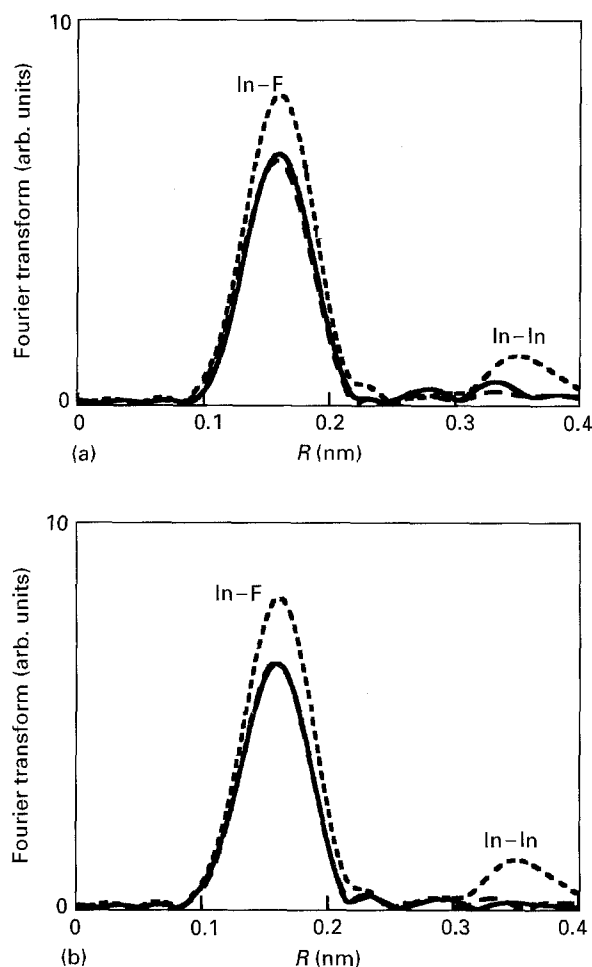 10
In–F
Fourier transform (arb. units)
In–In
0
0 0.1 0.2 0.3 0.4
(a) R (nm)
10
In–F
Fourier transform (arb. units)
In–In
0
0 0.1 0.2 0.3 0.4
(b) R (nm)